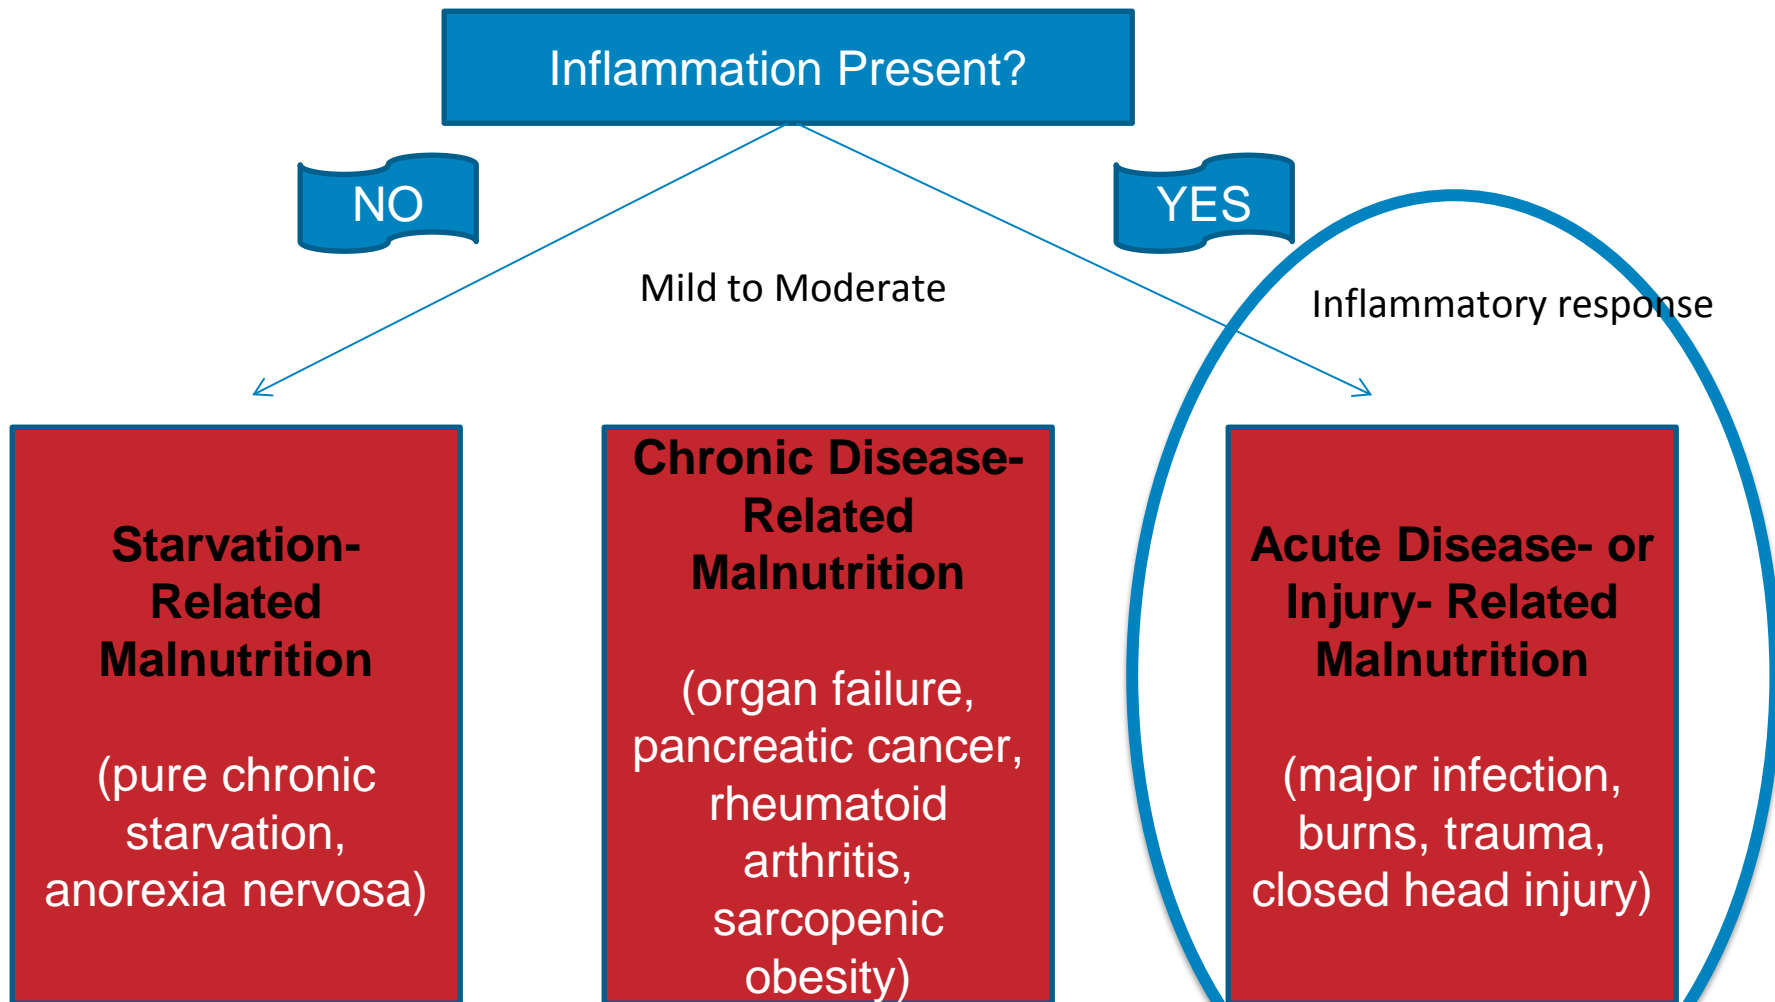 Inflammation Present?
NO
YES
Mild to Moderate
Inflammatory response
Starvation-
Related
Malnutrition
(pure chronic
starvation,
anorexia nervosa)
Chronic Disease-
Related
Malnutrition
(organ failure,
pancreatic cancer,
rheumatoid
arthritis,
sarcopenic
obesity)
Acute Disease- or
Injury- Related
Malnutrition
(major infection,
burns, trauma,
closed head injury)